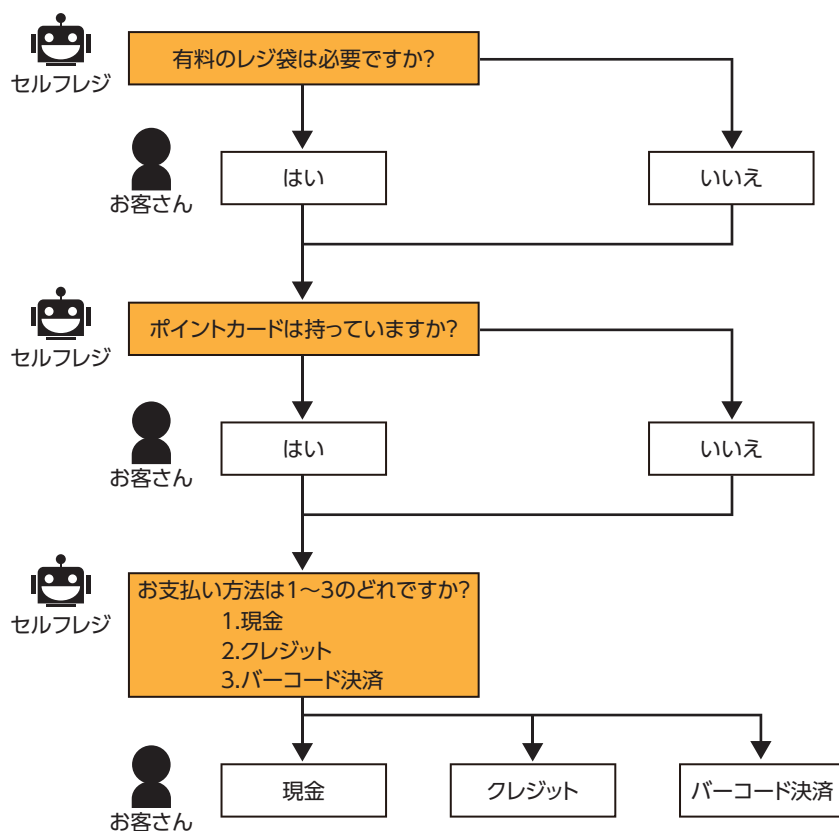 有料のレジ袋は必要ですか?
セルフレジ
はい
いいえ
お客さん
ポイントカードは持っていますか?
セルフレジ
はい
いいえ
お客さん
お支払い方法は1～3のどれですか?
1.現金
2.クレジット
3.バーコード決済
セルフレジ
現金
クレジット
バーコード決済
お客さん